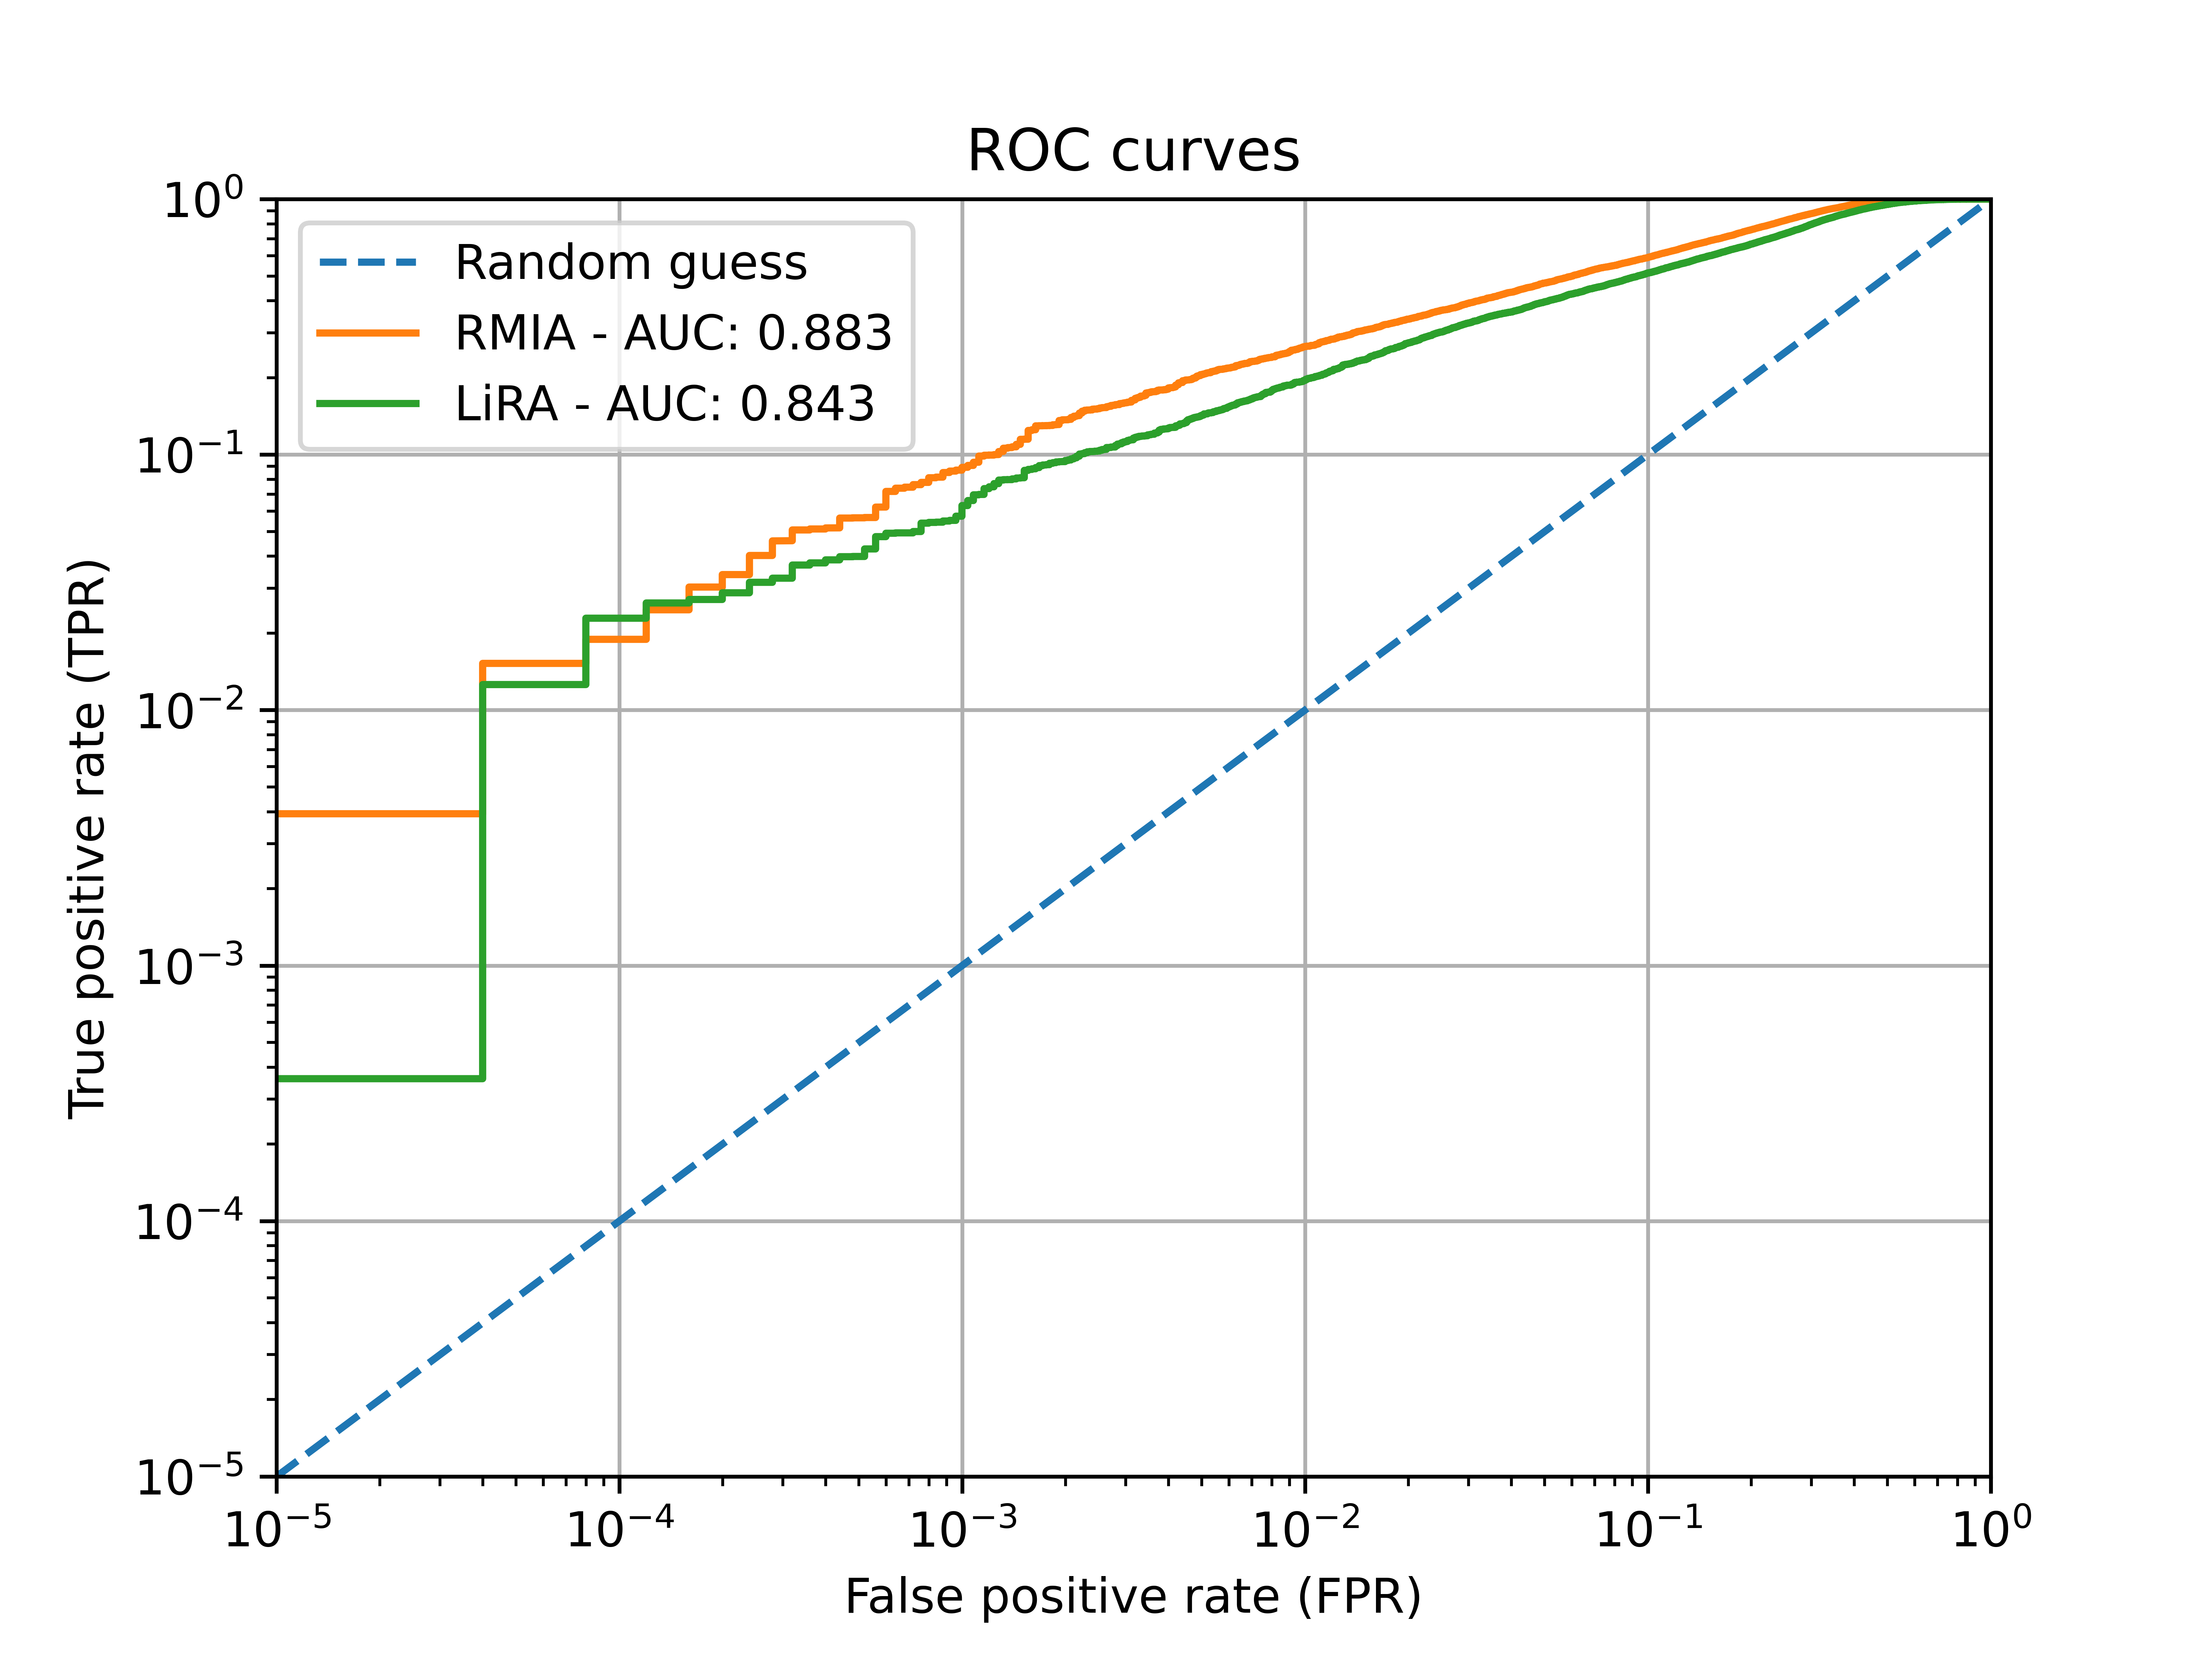 ROC curves
Random guess
RMIA - AUC: 0.883
LiRA - AUC: 0.843
True positive rate (TPR)
10⁰
10⁻¹
10⁻²
10⁻³
10⁻⁴
10⁻⁵
10⁻⁵ 10⁻⁴ 10⁻³ 10⁻² 10⁻¹ 10⁰
False positive rate (FPR)